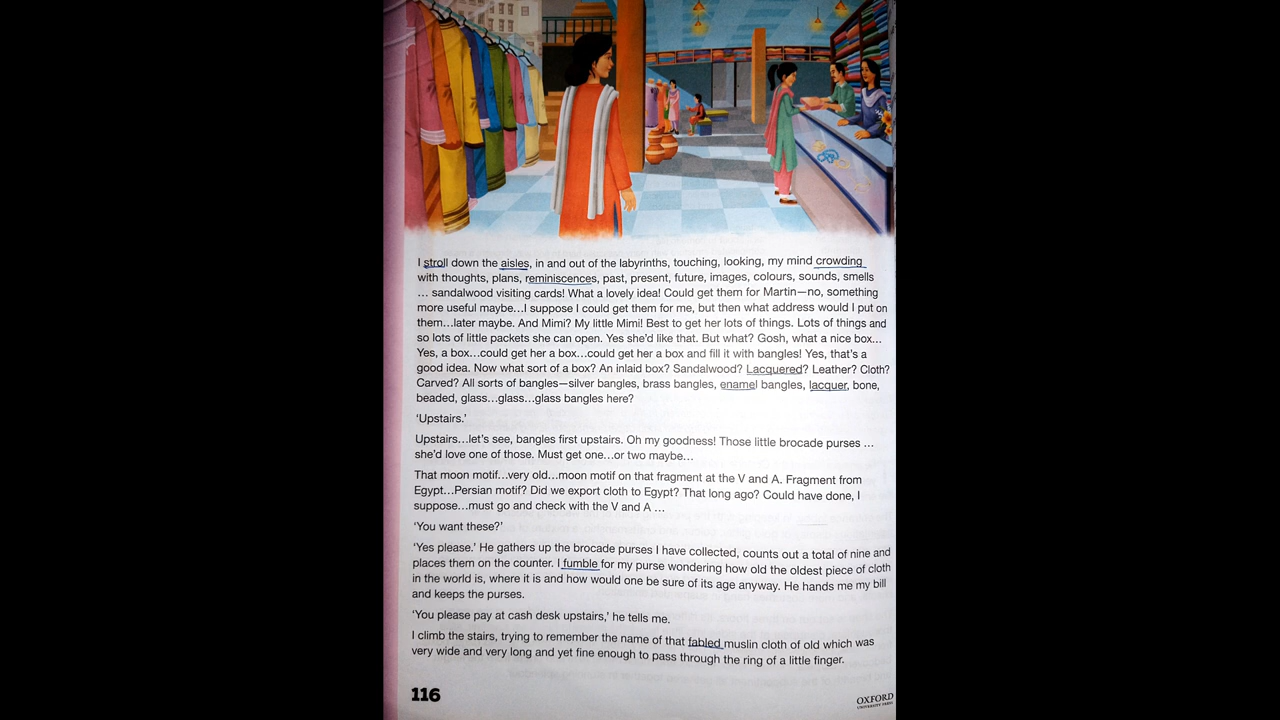 I stroll down the aisles, in and out of the labyrinths, touching, looking, my mind crowding
with thoughts, plans, reminiscences, past, present, future, images, colours, sounds, smells
... sandalwood visiting cards! What a lovely idea! Could get them for Martin—no, something
more useful maybe...I suppose I could get them for me, but then what address would I put on
them...later maybe. And Mimi? My little Mimi! Best to get her lots of things. Lots of things and
so lots of little packets she can open. Yes she'd like that. But what? Gosh, what a nice box...
Yes, a box...could get her a box...could get her a box and fill it with bangles! Yes, that's a
good idea. Now what sort of a box? An inlaid box? Sandalwood? Lacquered? Leather? Cloth?
Carved? All sorts of bangles—silver bangles, brass bangles, enamel bangles, lacquer, bone,
beaded, glass...glass...glass bangles here?
'Upstairs.'
Upstairs...let's see, bangles first upstairs. Oh my goodness! Those little brocade purses ...
she'd love one of those. Must get one...or two maybe...
That moon motif...very old...moon motif on that fragment at the V and A. Fragment from
Egypt...Persian motif? Did we export cloth to Egypt? That long ago? Could have done, I
suppose...must go and check with the V and A ...
'You want these?'
'Yes please.' He gathers up the brocade purses I have collected, counts out a total of nine and
places them on the counter. I fumble for my purse wondering how old the oldest piece of cloth
in the world is, where it is and how would one be sure of its age anyway. He hands me my bill
and keeps the purses.
'You please pay at cash desk upstairs,' he tells me.
I climb the stairs, trying to remember the name of that fabled muslin cloth of old which was
very wide and very long and yet fine enough to pass through the ring of a little finger.
116
OXFORD
UNIVERSITY PRESS